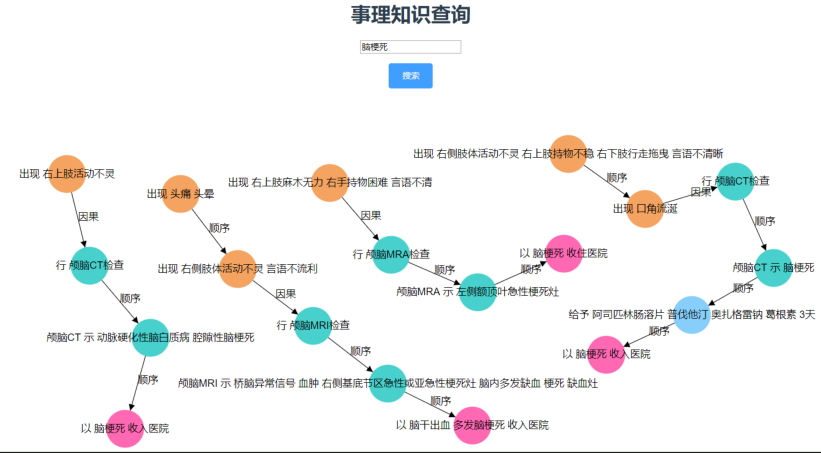 事理知识查询
脑梗死
搜索
出现 右上肢活动不灵
因果
行 颅脑CT检查
顺序
颅脑CT 示 动脉硬化性脑白质病 腔隙性脑梗死
顺序
以 脑梗死 收入医院
出现 头痛 头晕
顺序
出现 右侧肢体活动不灵 言语不流利
因果
行 颅脑MRI检查
顺序
颅脑MRI 示 桥脑异常信号 血肿 右侧基底节区急性或亚急性梗死灶 脑内多发缺血 梗死 缺血灶
顺序
以 脑干出血 多发脑梗死 收入医院
出现 右上肢麻木无力 右手持物困难 言语不清
因果
行 颅脑MRA检查
顺序
颅脑MRA 示 左侧额顶叶急性梗死灶
顺序
以 脑梗死 收住医院
出现 右侧肢体活动不灵 右上肢持物不稳 右下肢行走拖曳 言语不清晰
顺序
出现 口角流涎
因果
行 颅脑CT检查
顺序
颅脑CT 示 脑梗死
顺序
给予 阿司匹林肠溶片 普伐他汀 奥扎格雷钠 葛根素 3天
顺序
以 脑梗死 收入医院